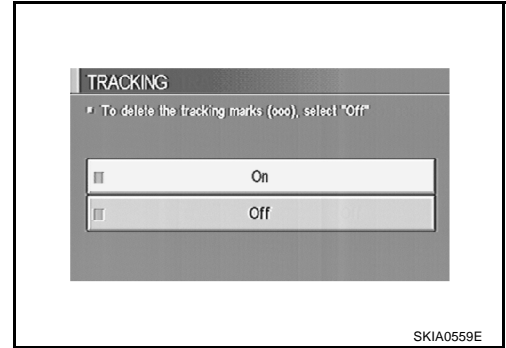 TRACKING
To delete the tracking marks (ooo), select "Off"
On
Off
SKIA0559E